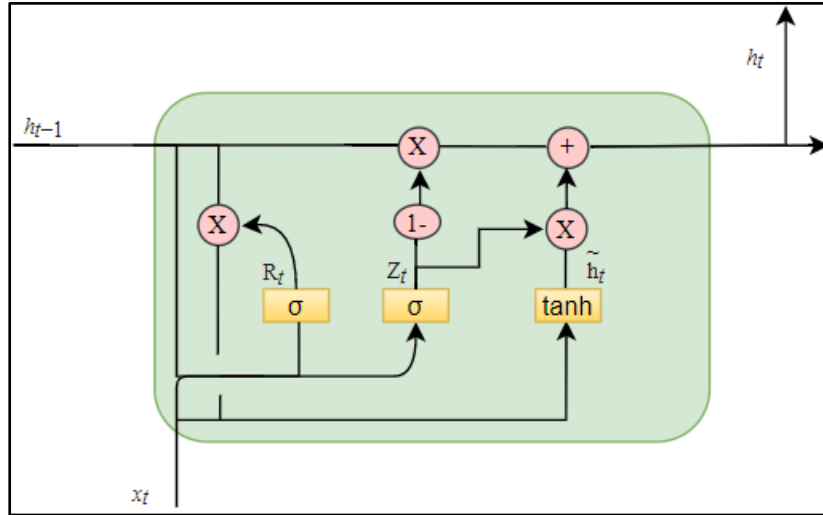 hₜ
hₜ₋₁
X
+
X
1-
X
Rₜ
Zₜ
h̃ₜ
σ
σ
tanh
xₜ